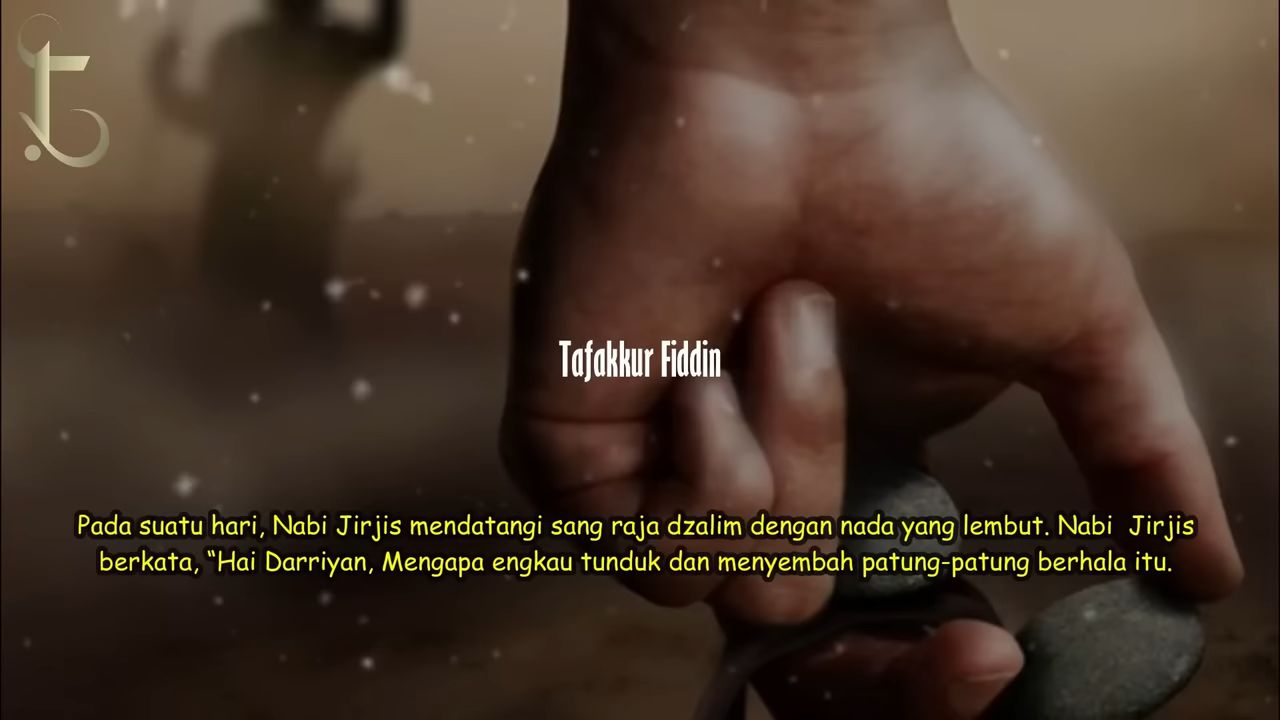 Tafakkur Fiddin
Pada suatu hari, Nabi Jirjis mendatangi sang raja dzalim dengan nada yang lembut. Nabi  Jirjis
berkata, “Hai Darriyan, Mengapa engkau tunduk dan menyembah patung-patung berhala itu.